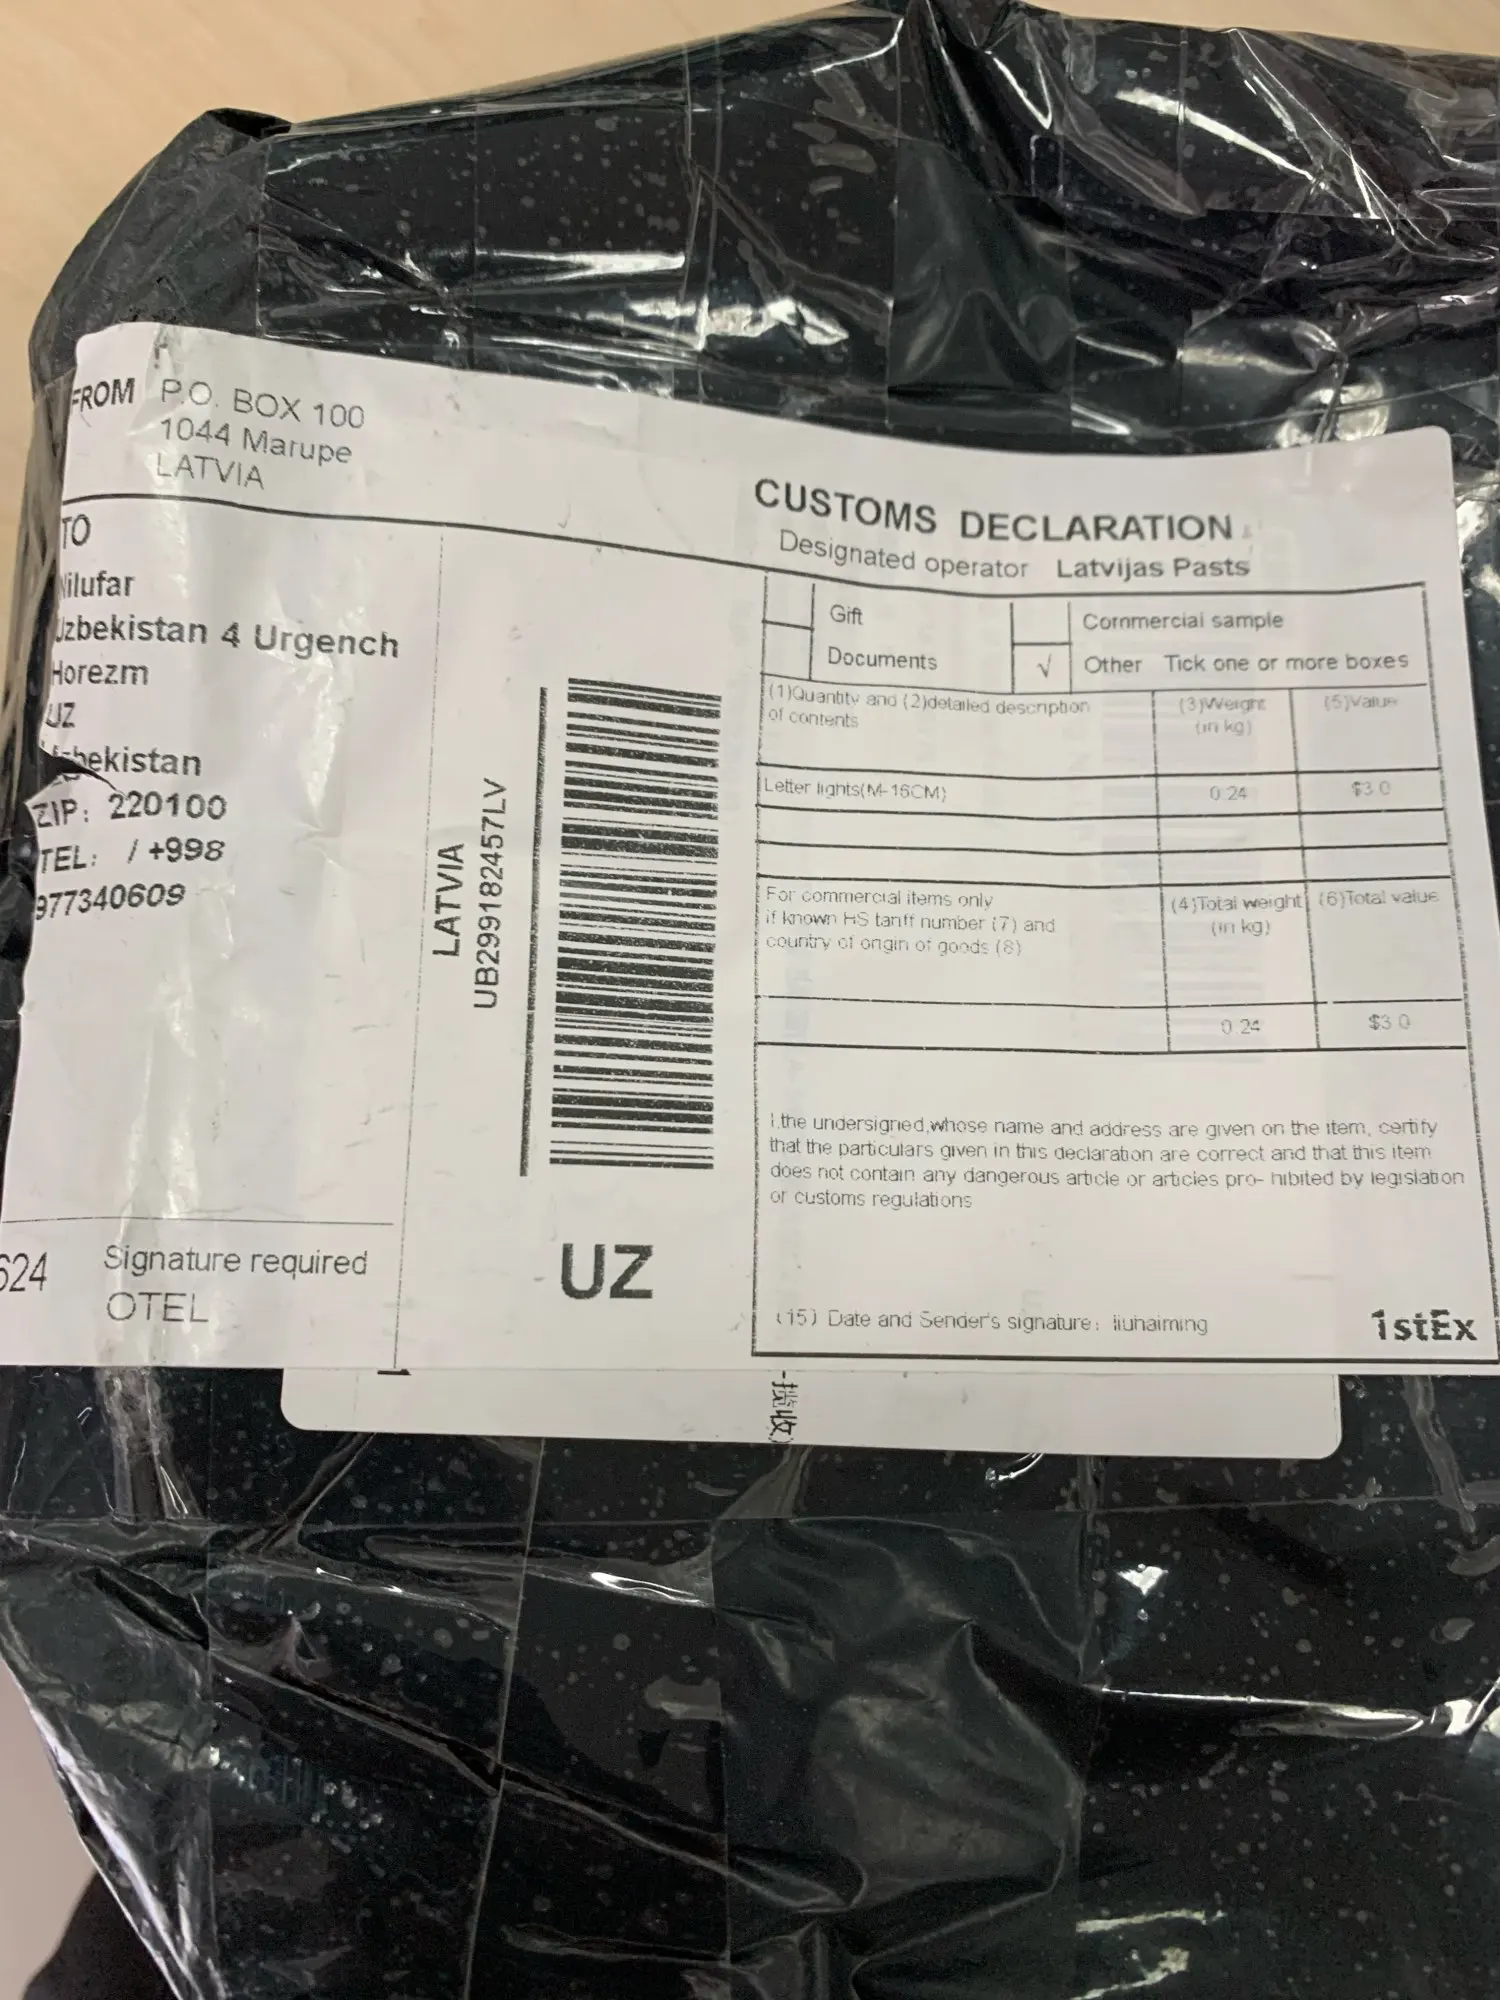 FROM P.O. BOX 100
1044 Marupe
LATVIA
TO
Nilufar
Uzbekistan 4 Urgench
Horezm
UZ
Uzbekistan
ZIP: 220100
TEL: / +998
977340609
624 Signature required
OTEL
LATVIA
UB299182457LV
UZ
CUSTOMS DECLARATION
Designated operator Latvijas Pasts
Gift
Commercial sample
Documents
√ Other Tick one or more boxes
(1)Quantity and (2)detailed description
of contents
(3)Weight
(in kg)
(5)Value
Letter lights(M-16CM) 0.24 $3.0
For commercial items only
if known HS tariff number (7) and
country of origin of goods (8)
(4)Total weight
(in kg)
(6)Total value
0.24 $3.0
I,the undersigned,whose name and address are given on the item, certify
that the particulars given in this declaration are correct and that this item
does not contain any dangerous article or articles pro- hibited by legislation
or customs regulations
(15) Date and Sender's signature: liuhaiming
1stEx
揽收)